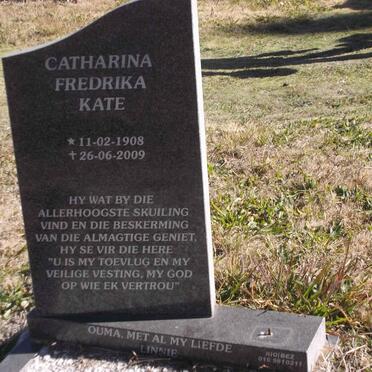 CATHARINA
FREDRIKA
KATE
* 11-02-1908
✝ 26-06-2009
HY WAT BY DIE
ALLERHOOGSTE SKUILING
VIND EN DIE BESKERMING
VAN DIE ALMAGTIGE GENIET,
HY SE VIR DIE HERE
"U IS MY TOEVLUG EN MY
VEILIGE VESTING, MY GOD
OP WIE EK VERTROU"
OUMA, MET AL MY LIEFDE
LINNIE